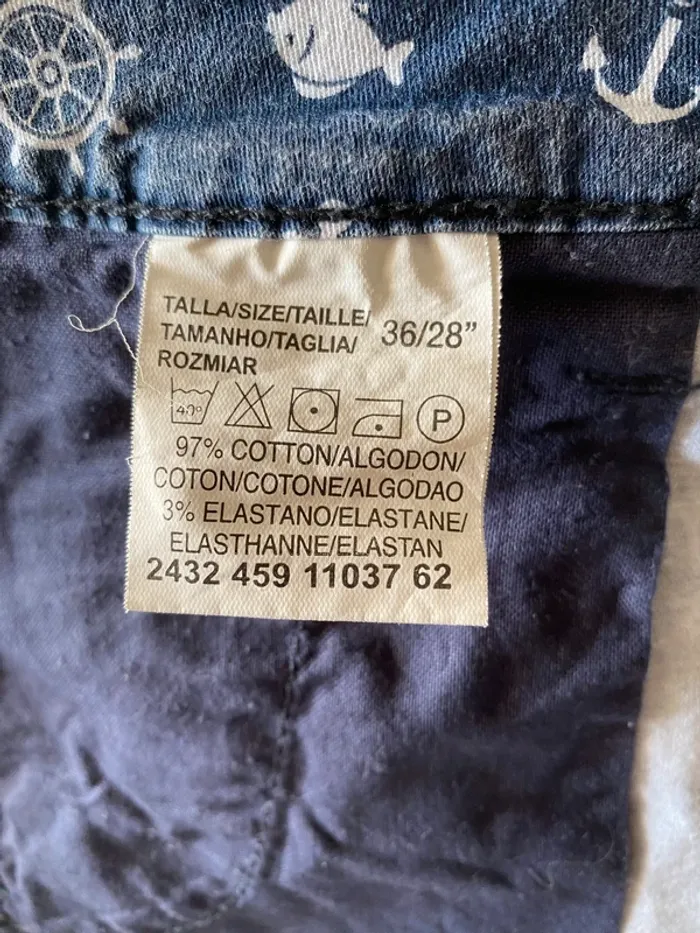 TALLA/SIZE/TAILLE/
TAMANHO/TAGLIA/ 36/28”
ROZMIAR
40° P
97% COTTON/ALGODON/
COTON/COTONE/ALGODAO
3% ELASTANO/ELASTANE/
ELASTHANNE/ELASTAN
2432 459 11037 62